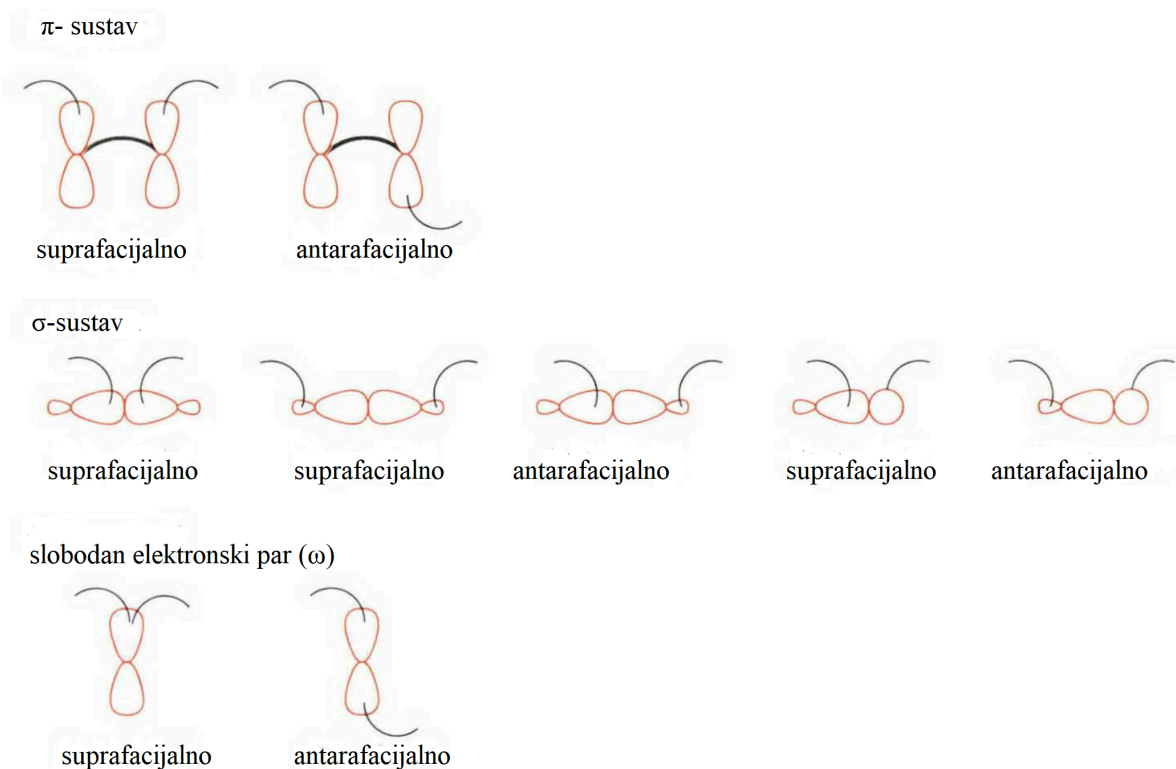 π- sustav
suprafacijalno antarafacijalno
σ-sustav
suprafacijalno suprafacijalno antarafacijalno suprafacijalno antarafacijalno
slobodan elektronski par (ω)
suprafacijalno antarafacijalno